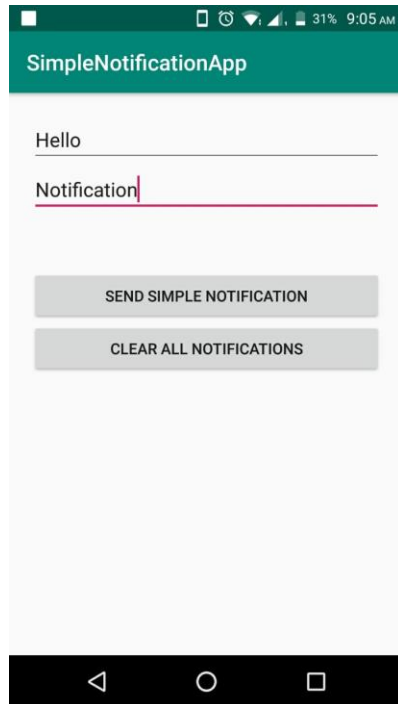 31% 9:05 AM
SimpleNotificationApp
Hello
Notification
SEND SIMPLE NOTIFICATION
CLEAR ALL NOTIFICATIONS